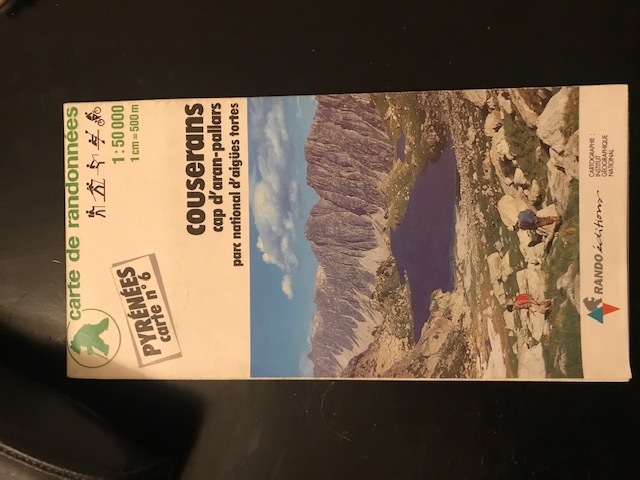 carte de randonnées
1 : 50 000
1 cm = 500 m
PYRÉNÉES
carte n° 6
couserans
cap d'aran-pallars
parc national d'aigües tortes
RANDO éditions
CARTOGRAPHIE :
INSTITUT
GÉOGRAPHIQUE
NATIONAL